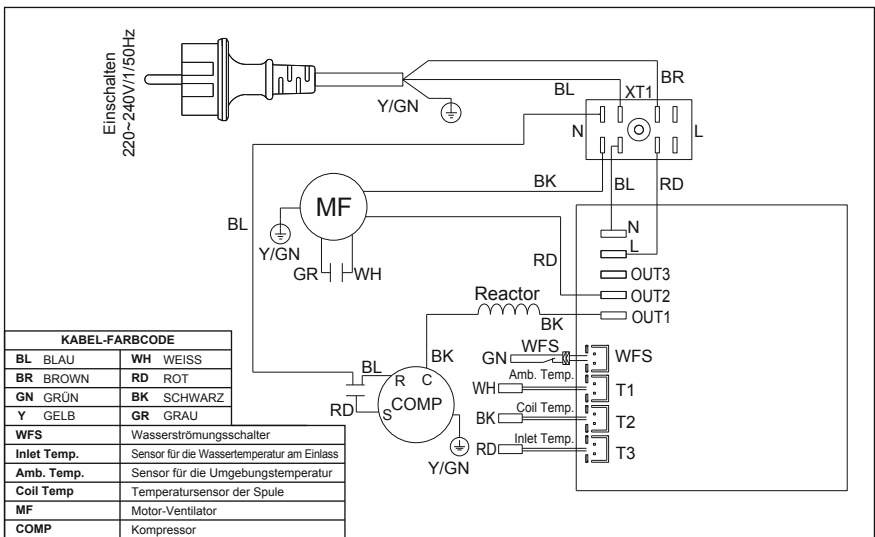 Einschalten
220~240V/1/50Hz
Y/GN
BL
BR
XT1
N
L
BK
BL
RD
MF
BL
Y/GN
GR
WH
RD
N
L
OUT3
OUT2
OUT1
Reactor
BK
BK
BL
R
C
S
COMP
RD
Y/GN
WFS
GN
WFS
Amb. Temp.
WH
T1
Coil Temp.
BK
T2
Inlet Temp.
RD
T3
KABEL-FARBCODE
BL BLAU WH WEISS
BR BROWN RD ROT
GN GRÜN BK SCHWARZ
Y GELB GR GRAU
WFS Wasserströmungsschalter
Inlet Temp. Sensor für die Wassertemperatur am Einlass
Amb. Temp. Sensor für die Umgebungstemperatur
Coil Temp Temperatursensor der Spule
MF Motor-Ventilator
COMP Kompressor